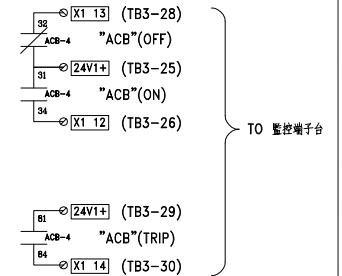 32 X1 13 (TB3-28)
ACB-4 "ACB"(OFF)
31 24V1+ (TB3-25)
ACB-4 "ACB"(ON)
34 X1 12 (TB3-26)
TO 監控端子台
81 24V1+ (TB3-29)
ACB-4 "ACB"(TRIP)
84 X1 14 (TB3-30)